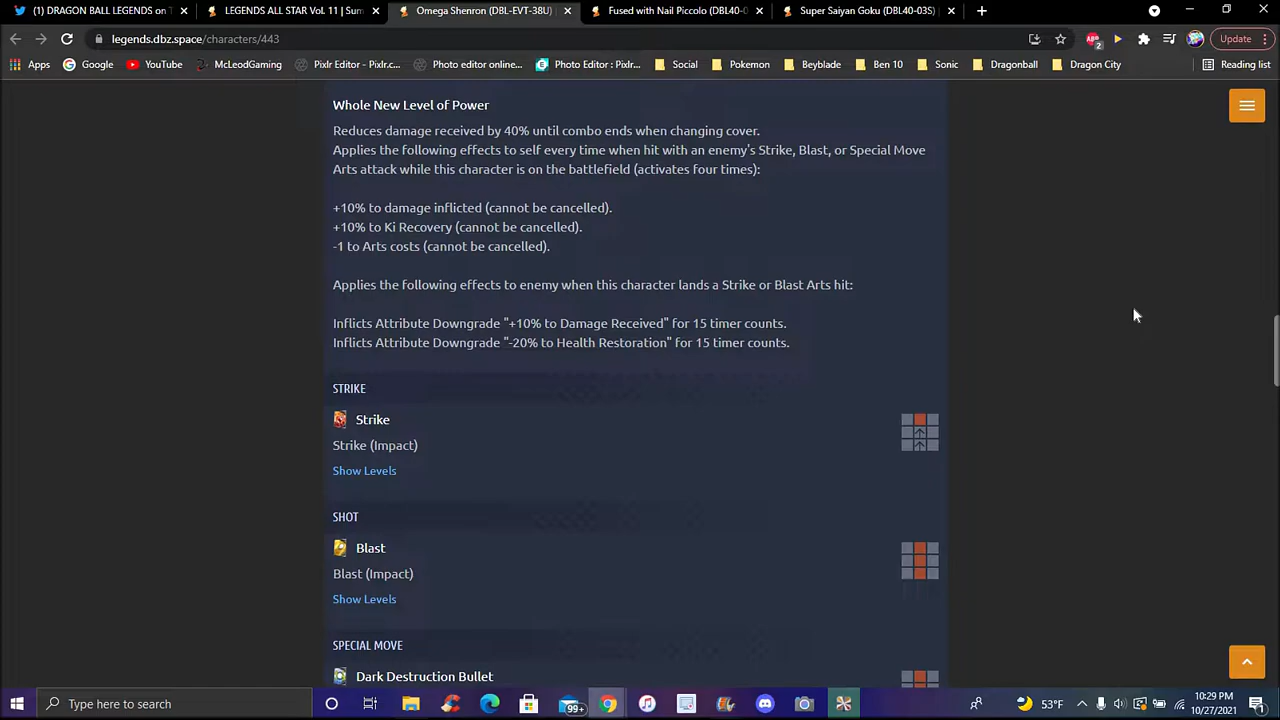 (1) DRAGON BALL LEGENDS on T
LEGENDS ALL STAR Vol. 11 | Sum
Omega Shenron (DBL-EVT-38U)
Fused with Nail Piccolo (DBL40-0
Super Saiyan Goku (DBL40-03S)
legends.dbz.space/characters/443
ABP
2
Update
Apps
Google
YouTube
McLeodGaming
Pixlr Editor - Pixlr.c...
Photo editor online...
Photo Editor : Pixlr...
Social
Pokemon
Beyblade
Ben 10
Sonic
Dragonball
Dragon City
Reading list
Whole New Level of Power
Reduces damage received by 40% until combo ends when changing cover.
Applies the following effects to self every time when hit with an enemy's Strike, Blast, or Special Move
Arts attack while this character is on the battlefield (activates four times):
+10% to damage inflicted (cannot be cancelled).
+10% to Ki Recovery (cannot be cancelled).
-1 to Arts costs (cannot be cancelled).
Applies the following effects to enemy when this character lands a Strike or Blast Arts hit:
Inflicts Attribute Downgrade "+10% to Damage Received" for 15 timer counts.
Inflicts Attribute Downgrade "-20% to Health Restoration" for 15 timer counts.
STRIKE
Strike
Strike (Impact)
Show Levels
SHOT
Blast
Blast (Impact)
Show Levels
SPECIAL MOVE
Dark Destruction Bullet
Type here to search
99+
53°F
10:29 PM
10/27/2021